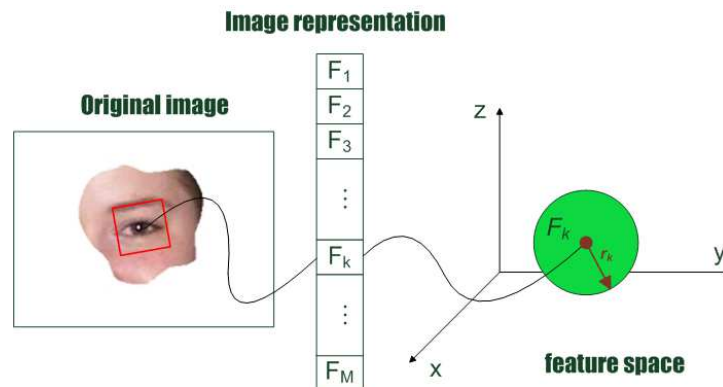 Image representation
Original image
F1
F2
F3
⋮
Fk
⋮
FM
z
Fk
rk
y
x
feature space